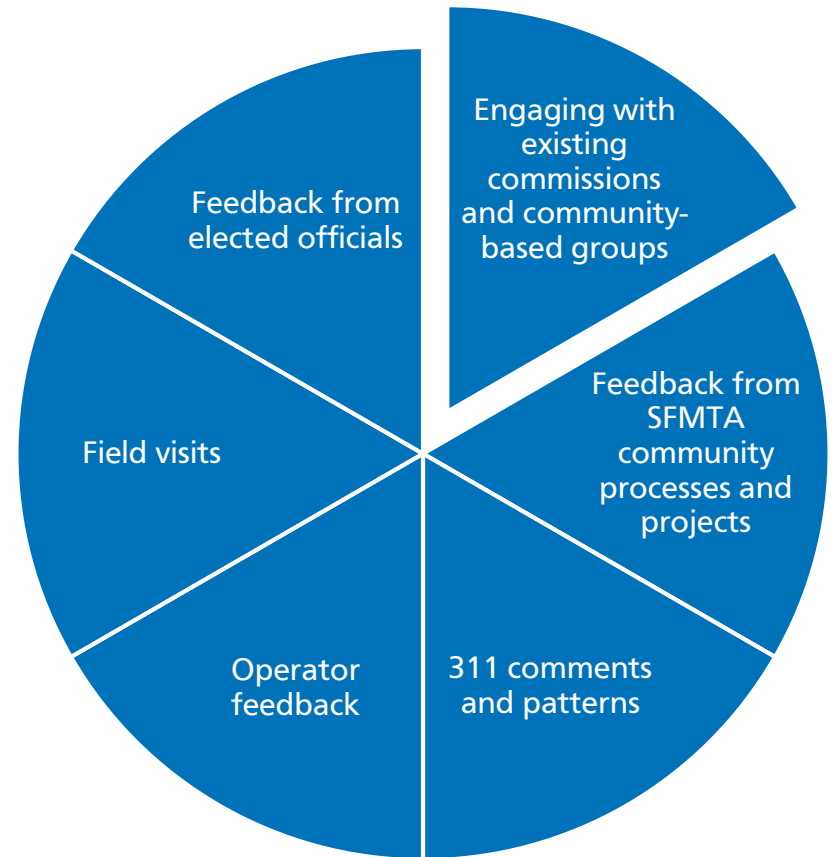 Engaging with
existing
commissions
and community-
based groups
Feedback from
SFMTA
community
processes and
projects
311 comments
and patterns
Operator
feedback
Field visits
Feedback from
elected officials